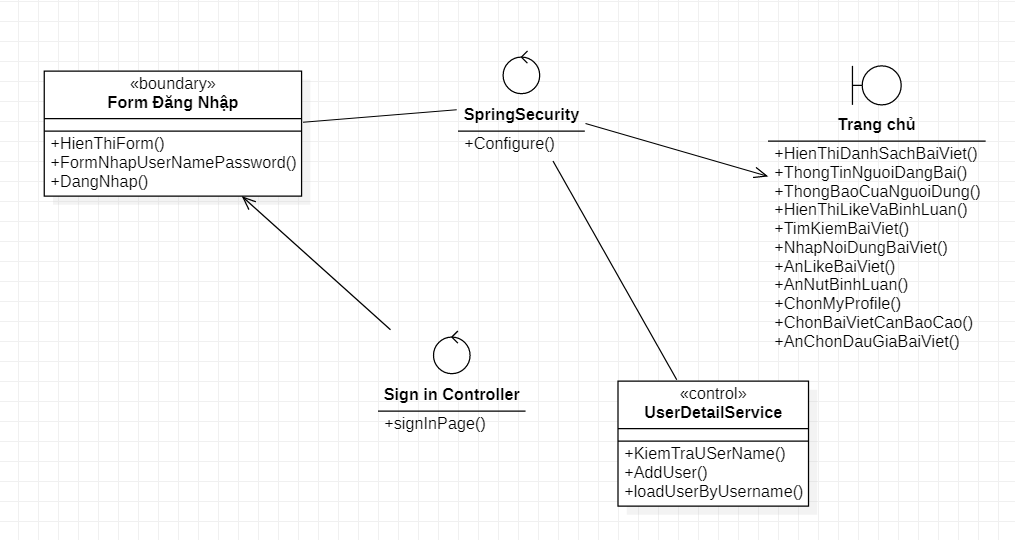 «boundary»
Form Đăng Nhập
+HienThiForm()
+FormNhapUserNamePassword()
+DangNhap()
SpringSecurity
+Configure()
Trang chủ
+HienThiDanhSachBaiViet()
+ThongTinNguoiDangBai()
+ThongBaoCuaNguoiDung()
+HienThiLikeVaBinhLuan()
+TimKiemBaiViet()
+NhapNoiDungBaiViet()
+AnLikeBaiViet()
+AnNutBinhLuan()
+ChonMyProfile()
+ChonBaiVietCanBaoCao()
+AnChonDauGiaBaiViet()
Sign in Controller
+signInPage()
«control»
UserDetailService
+KiemTraUSerName()
+AddUser()
+loadUserByUsername()